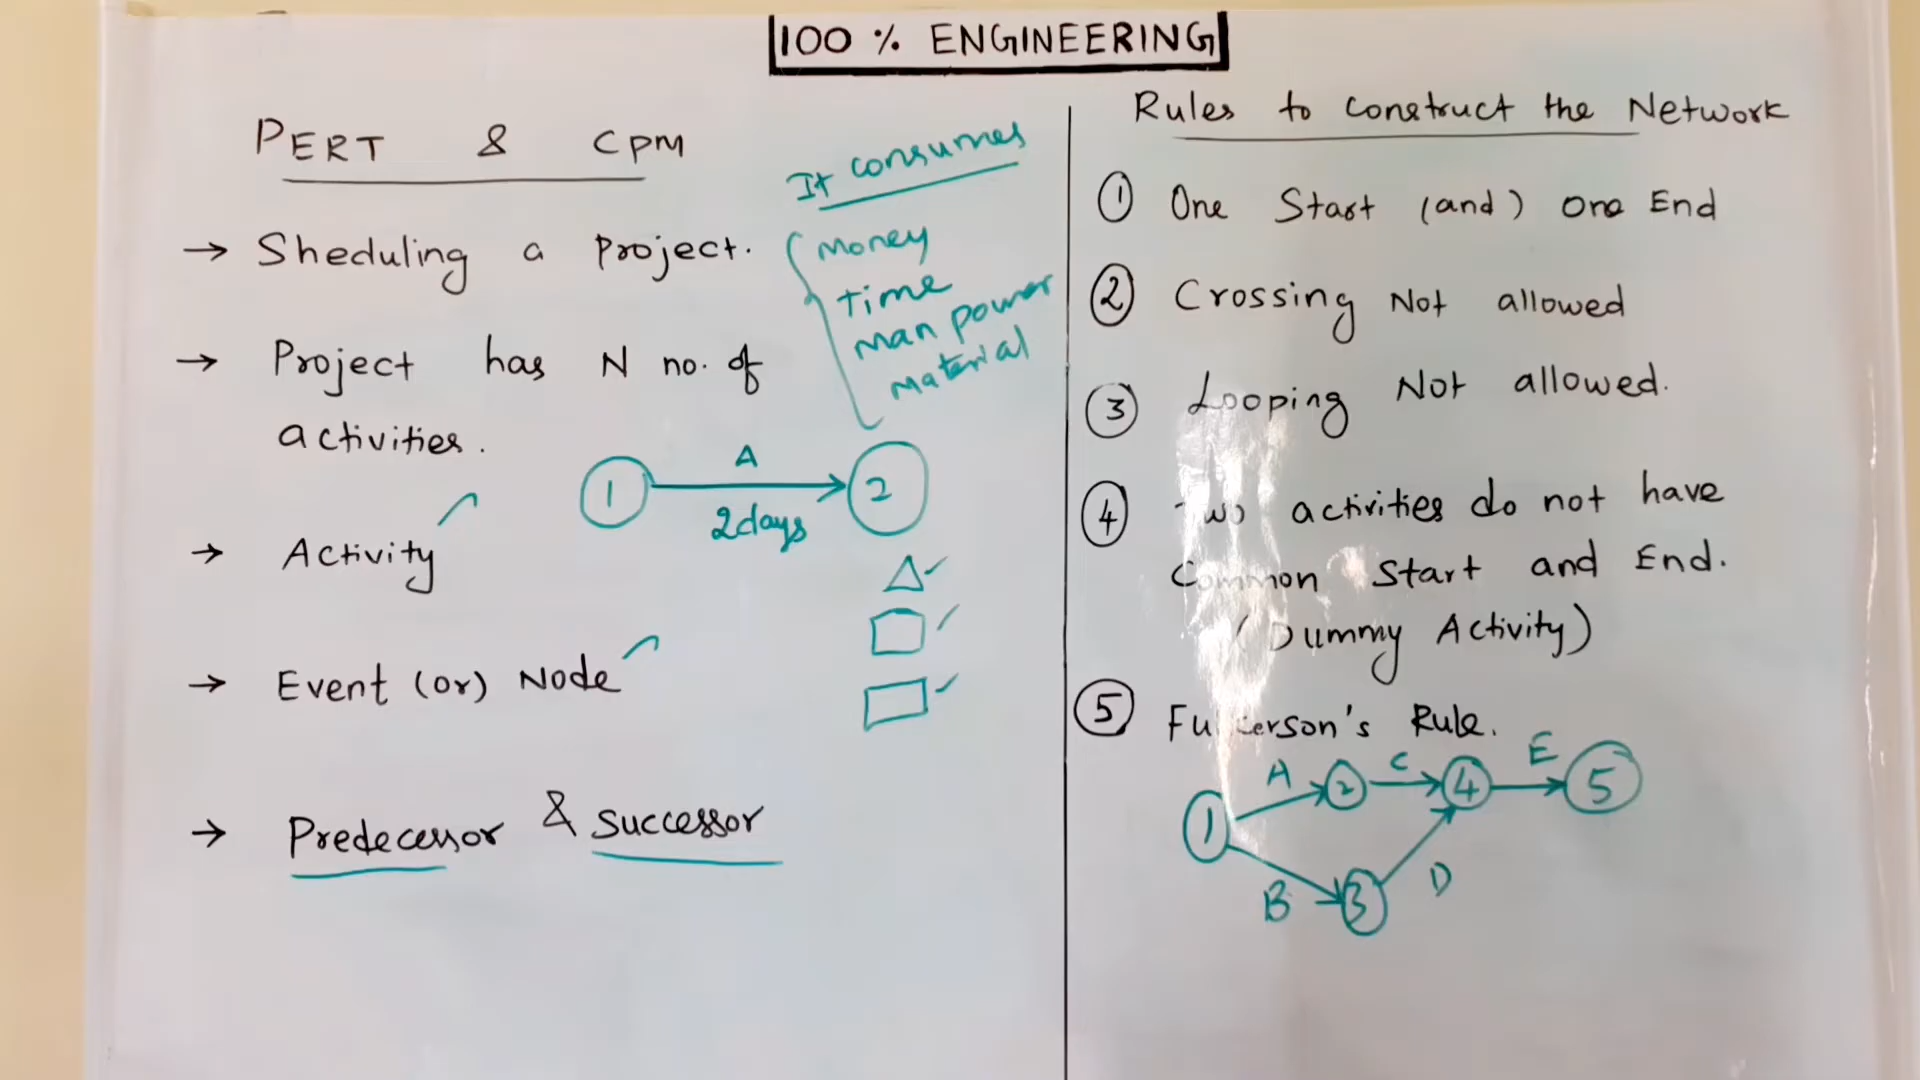 100 % ENGINEERING
PERT & CPM
→ Sheduling a Project.
→ Project has N no. of
activities.
→ Activity
→ Event (or) Node
→ Predecessor & Successor
It consumes
money
time
man power
material
1 A 2
2days
Rules to construct the Network
① One Start (and) One End
② Crossing Not allowed
③ Looping Not allowed.
④ Two activities do not have
Common Start and End.
(Dummy Activity)
⑤ Fulkerson's Rule.
A 2 C 4 E 5
1
B 3 D